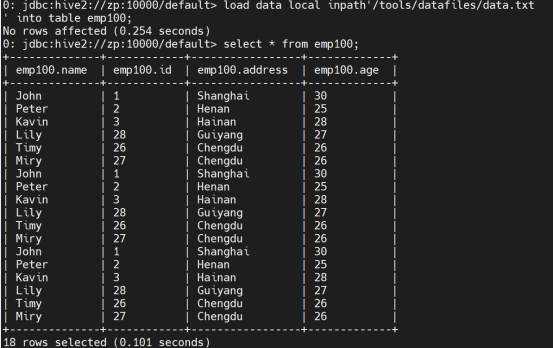 0: jdbc:hive2://zp:10000/default> load data local inpath'/tools/datafiles/data.txt
' into table emp100;
No rows affected (0.254 seconds)
0: jdbc:hive2://zp:10000/default> select * from emp100;
+--------------+------------+-----------------+-------------+
| emp100.name | emp100.id | emp100.address | emp100.age |
+--------------+------------+-----------------+-------------+
| John | 1 | Shanghai | 30 |
| Peter | 2 | Henan | 25 |
| Kavin | 3 | Hainan | 28 |
| Lily | 28 | Guiyang | 27 |
| Timy | 26 | Chengdu | 26 |
| Miry | 27 | Chengdu | 26 |
| John | 1 | Shanghai | 30 |
| Peter | 2 | Henan | 25 |
| Kavin | 3 | Hainan | 28 |
| Lily | 28 | Guiyang | 27 |
| Timy | 26 | Chengdu | 26 |
| Miry | 27 | Chengdu | 26 |
| John | 1 | Shanghai | 30 |
| Peter | 2 | Henan | 25 |
| Kavin | 3 | Hainan | 28 |
| Lily | 28 | Guiyang | 27 |
| Timy | 26 | Chengdu | 26 |
| Miry | 27 | Chengdu | 26 |
+--------------+------------+-----------------+-------------+
18 rows selected (0.101 seconds)